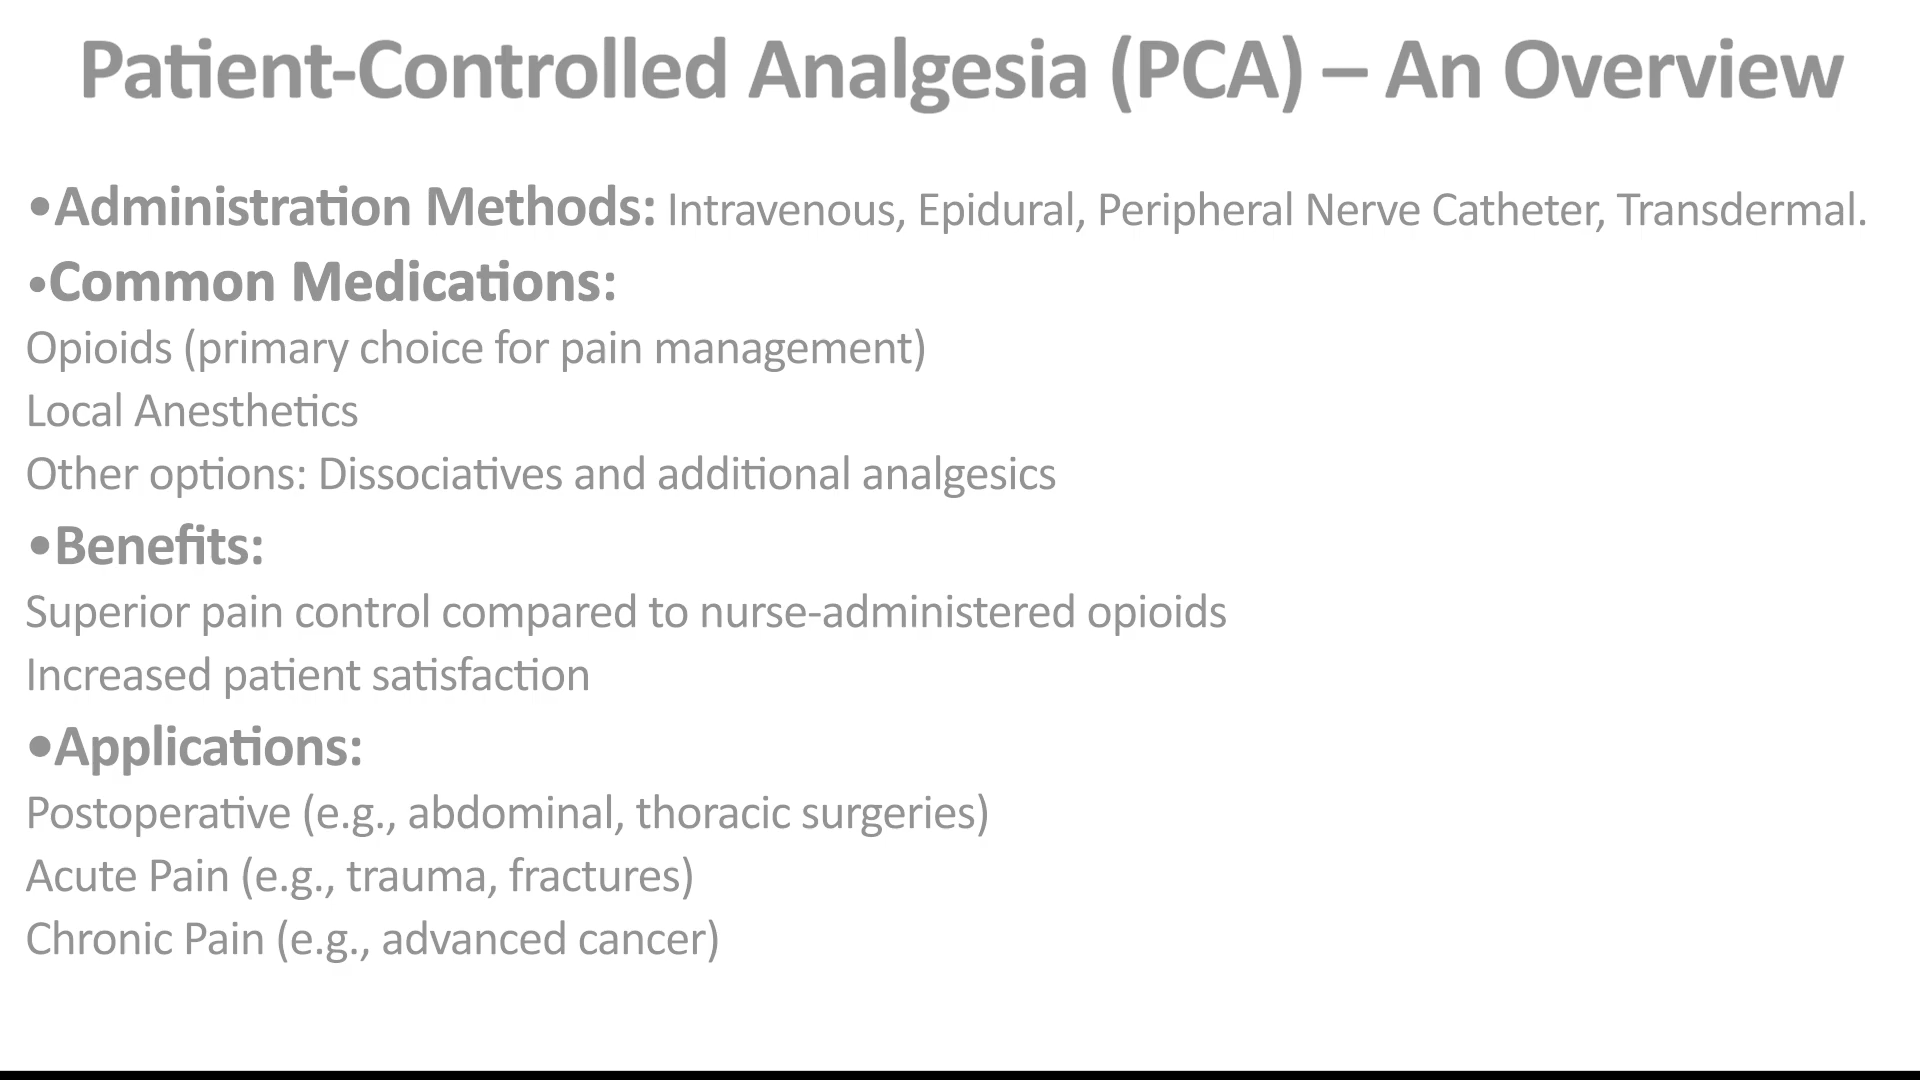 Patient-Controlled Analgesia (PCA) – An Overview
•Administration Methods: Intravenous, Epidural, Peripheral Nerve Catheter, Transdermal.
•Common Medications:
Opioids (primary choice for pain management)
Local Anesthetics
Other options: Dissociatives and additional analgesics
•Benefits:
Superior pain control compared to nurse-administered opioids
Increased patient satisfaction
•Applications:
Postoperative (e.g., abdominal, thoracic surgeries)
Acute Pain (e.g., trauma, fractures)
Chronic Pain (e.g., advanced cancer)